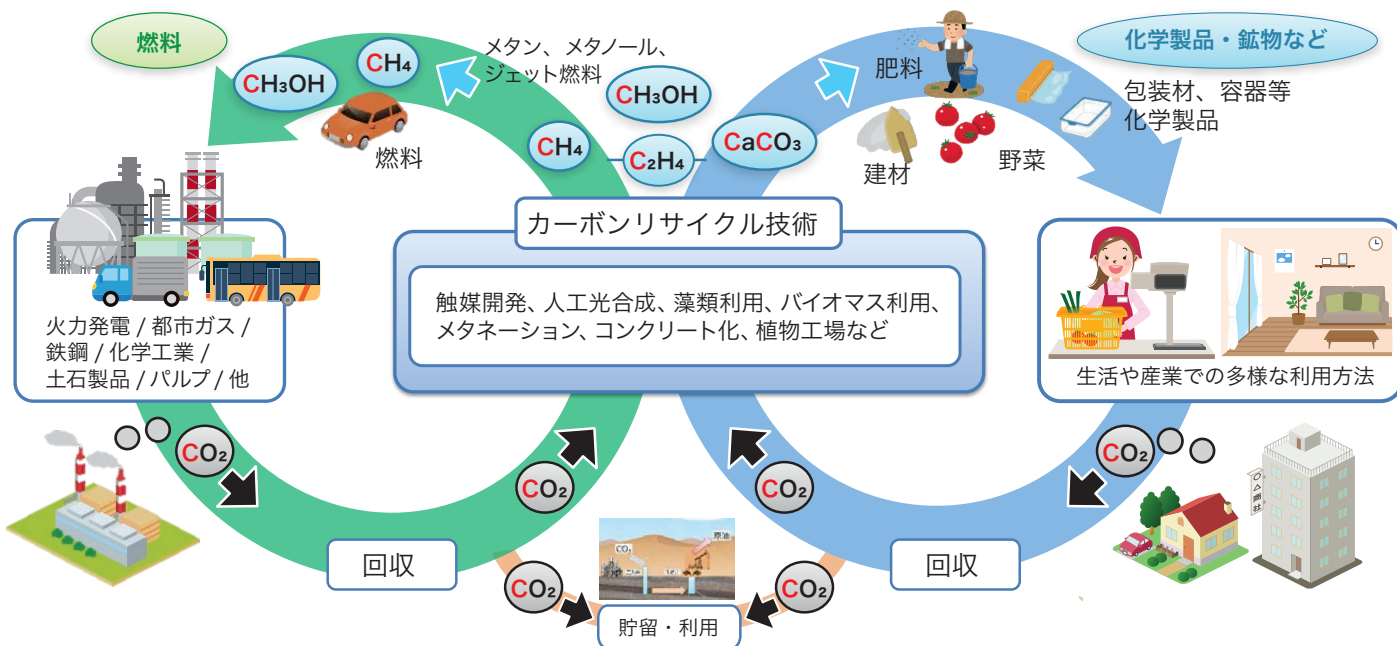 燃料
メタン、メタノール、
ジェット燃料
CH₃OH
CH₄
燃料
CH₄
CH₃OH
C₂H₄
CaCO₃
肥料
建材
野菜
化学製品・鉱物など
包装材、容器等
化学製品
カーボンリサイクル技術
触媒開発、人工光合成、藻類利用、バイオマス利用、
メタネーション、コンクリート化、植物工場など
火力発電 / 都市ガス /
鉄鋼 / 化学工業 /
土石製品 / パルプ / 他
生活や産業での多様な利用方法
CO₂
CO₂
CO₂
CO₂
○△商社
回収
回収
CO₂
CO₂
原油
CO₂
貯留・利用